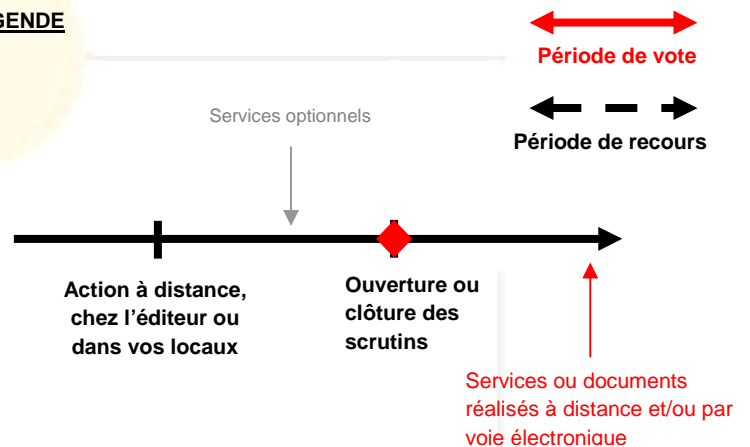 GENDE
Période de vote
Services optionnels
Période de recours
Action à distance,
chez l’éditeur ou
dans vos locaux
Ouverture ou
clôture des
scrutins
Services ou documents
réalisés à distance et/ou par
voie électronique